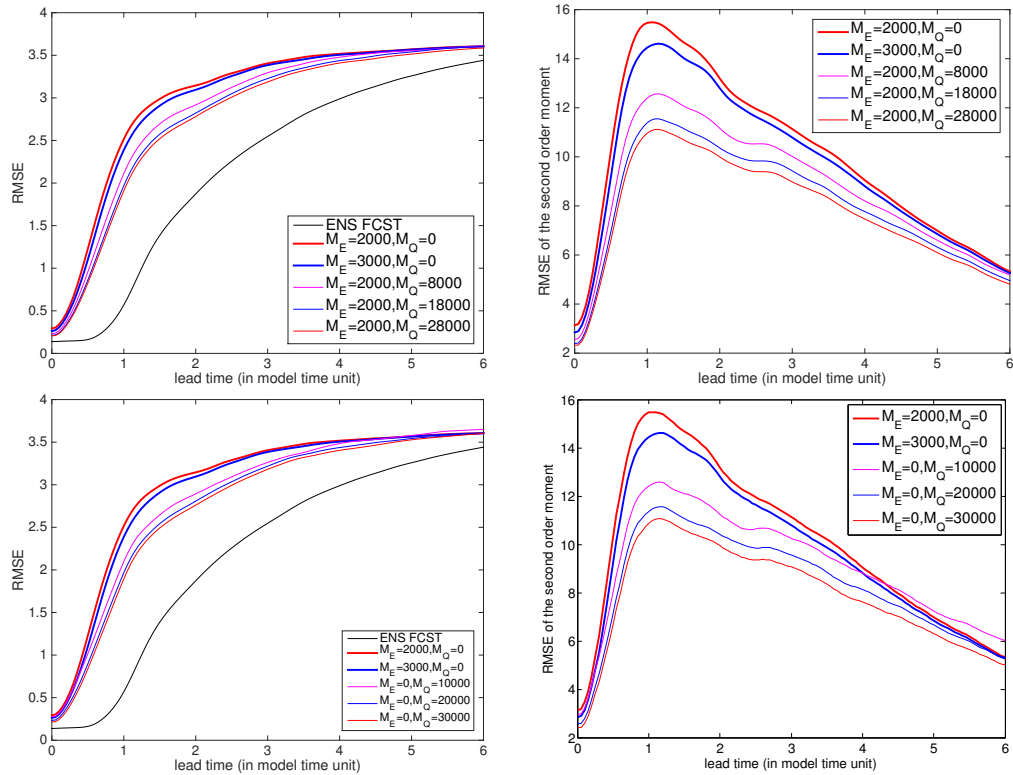 RMSE
4
3.5
3
2.5
2
1.5
1
0.5
0
0 1 2 3 4 5 6
lead time (in model time unit)
ENS FCST
M_E=2000,M_Q=0
M_E=3000,M_Q=0
M_E=2000,M_Q=8000
M_E=2000,M_Q=18000
M_E=2000,M_Q=28000
RMSE of the second order moment
16
14
12
10
8
6
4
2
0 1 2 3 4 5 6
lead time (in model time unit)
M_E=2000,M_Q=0
M_E=3000,M_Q=0
M_E=2000,M_Q=8000
M_E=2000,M_Q=18000
M_E=2000,M_Q=28000
RMSE
4
3.5
3
2.5
2
1.5
1
0.5
0
0 1 2 3 4 5 6
lead time (in model time unit)
ENS FCST
M_E=2000,M_Q=0
M_E=3000,M_Q=0
M_E=0,M_Q=10000
M_E=0,M_Q=20000
M_E=0,M_Q=30000
RMSE of the second order moment
16
14
12
10
8
6
4
2
0 1 2 3 4 5 6
lead time (in model time unit)
M_E=2000,M_Q=0
M_E=3000,M_Q=0
M_E=0,M_Q=10000
M_E=0,M_Q=20000
M_E=0,M_Q=30000